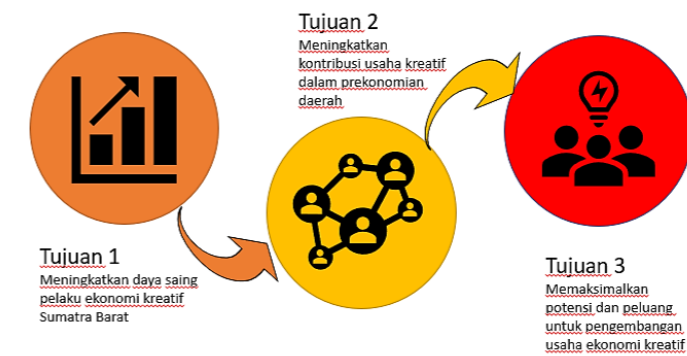 Tujuan 1
Meningkatkan daya saing
pelaku ekonomi kreatif
Sumatra Barat
Tujuan 2
Meningkatkan
kontribusi usaha kreatif
dalam prekonomian
daerah
Tujuan 3
Memaksimalkan
potensi dan peluang
untuk pengembangan
usaha ekonomi kreatif